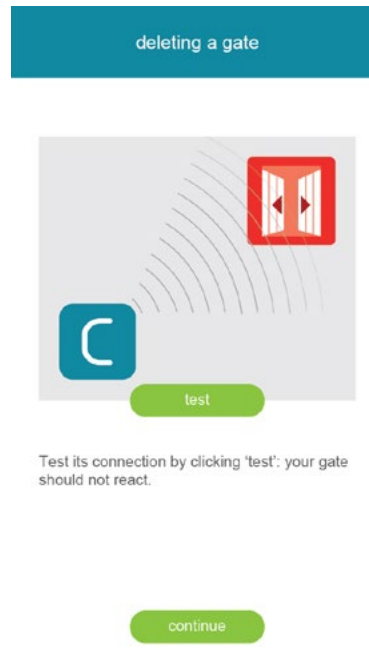 deleting a gate
test
Test its connection by clicking ‘test’: your gate
should not react.
continue